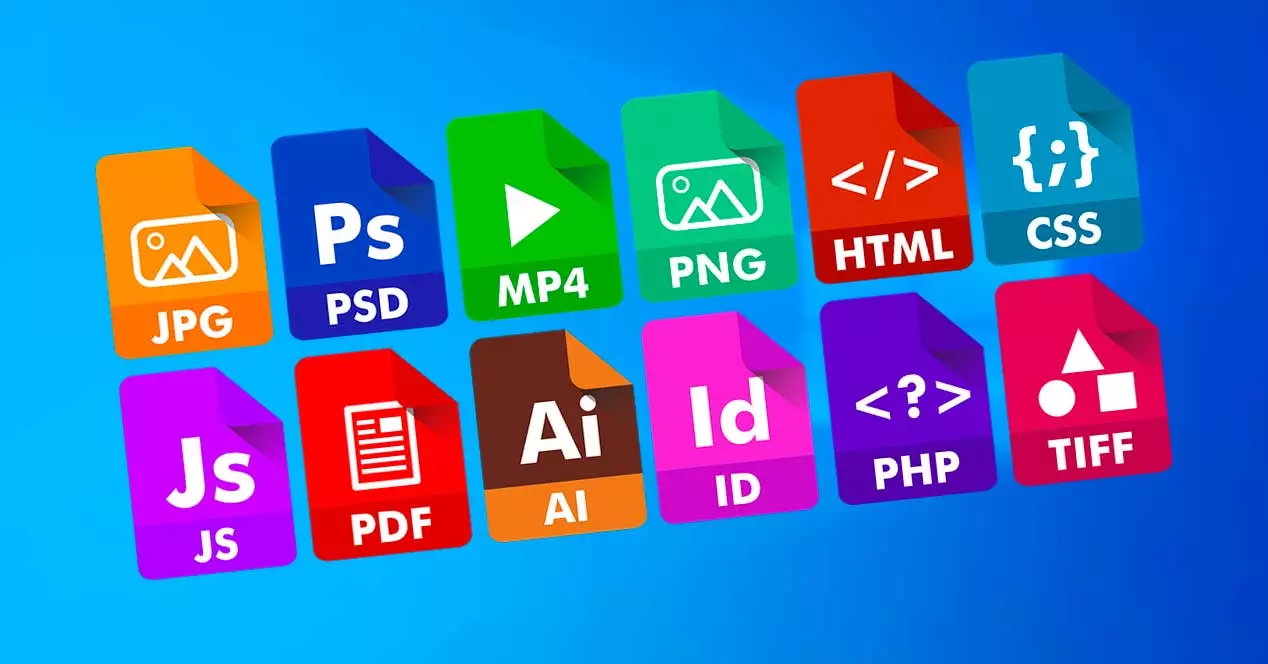 JPG
Ps
PSD
MP4
PNG
</>
HTML
{;}
CSS
Js
JS
PDF
Ai
AI
Id
ID
<?>
PHP
TIFF